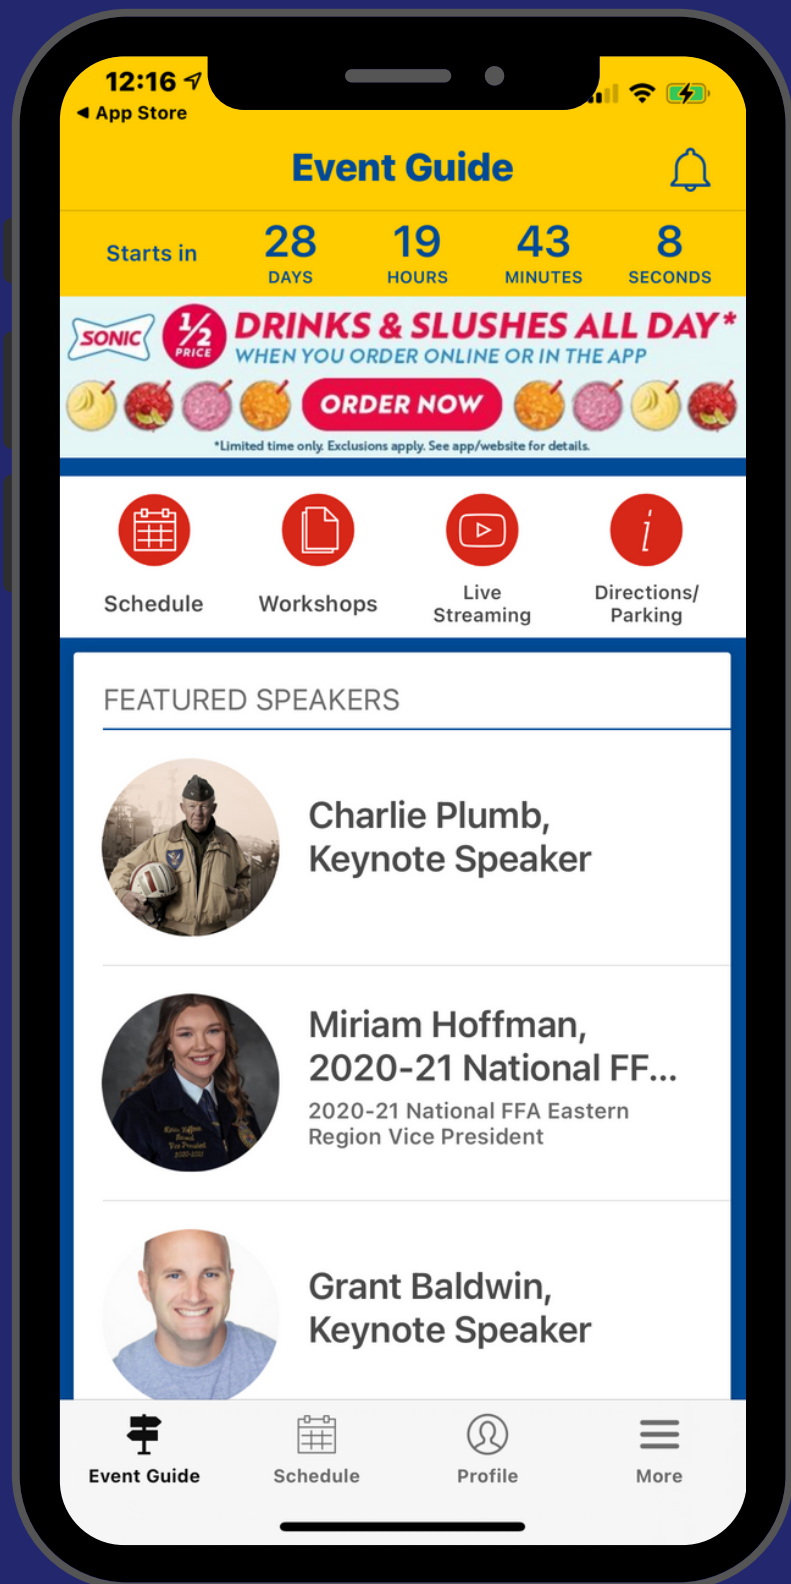 12:16
◀ App Store
Event Guide
Starts in
28 19 43 8
DAYS HOURS MINUTES SECONDS
SONIC
1/2
PRICE
DRINKS & SLUSHES ALL DAY*
WHEN YOU ORDER ONLINE OR IN THE APP
ORDER NOW
*Limited time only. Exclusions apply. See app/website for details.
Schedule
Workshops
Live
Streaming
Directions/
Parking
FEATURED SPEAKERS
Charlie Plumb,
Keynote Speaker
Miriam Hoffman,
2020-21 National FF...
2020-21 National FFA Eastern
Region Vice President
Grant Baldwin,
Keynote Speaker
Event Guide
Schedule
Profile
More